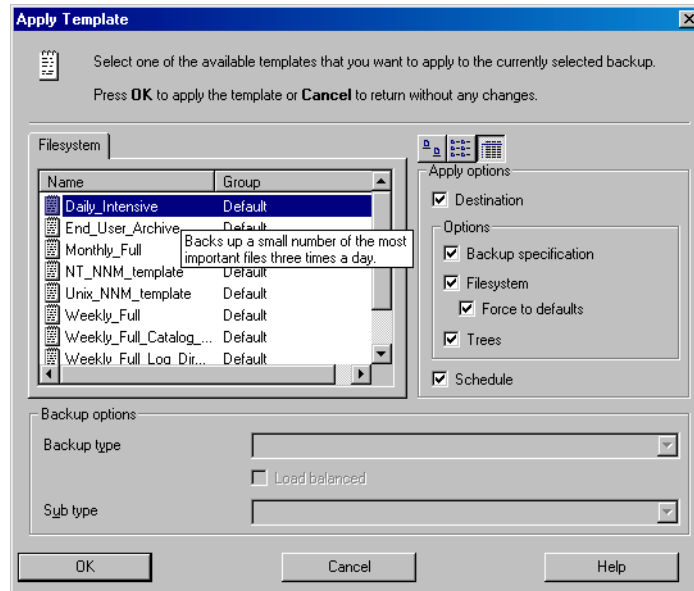 Apply Template
Select one of the available templates that you want to apply to the currently selected backup.
Press OK to apply the template or Cancel to return without any changes.
Filesystem
Name Group
Daily_Intensive Default
End_User_Archive Default
Backs up a small number of the most
important files three times a day.
Monthly_Full
NT_NNM_template Default
Unix_NNM_template Default
Weekly_Full Default
Weekly_Full_Catalog_... Default
Weekly_Full_Log_Dir... Default
Apply options
Destination
Options
Backup specification
Filesystem
Force to defaults
Trees
Schedule
Backup options
Backup type
Load balanced
Sub type
OK Cancel Help